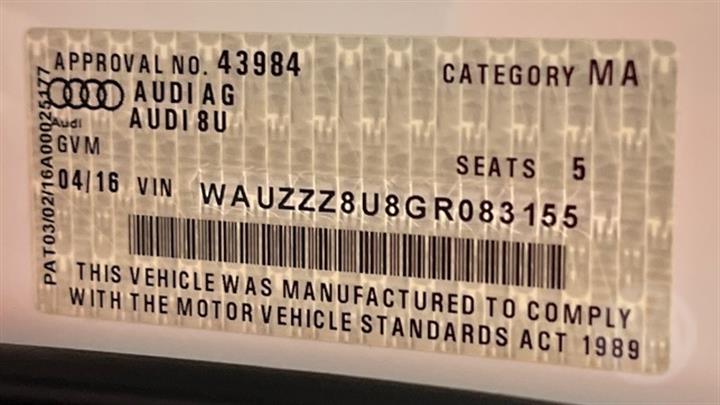 APPROVAL NO. 43984
CATEGORY MA
AUDI AG
Audi
AUDI 8U
GVM
SEATS 5
04/16 VIN WAUZZZ8U8GR083155
THIS VEHICLE WAS MANUFACTURED TO COMPLY
WITH THE MOTOR VEHICLE STANDARDS ACT 1989
PAT03/02/16A00025177